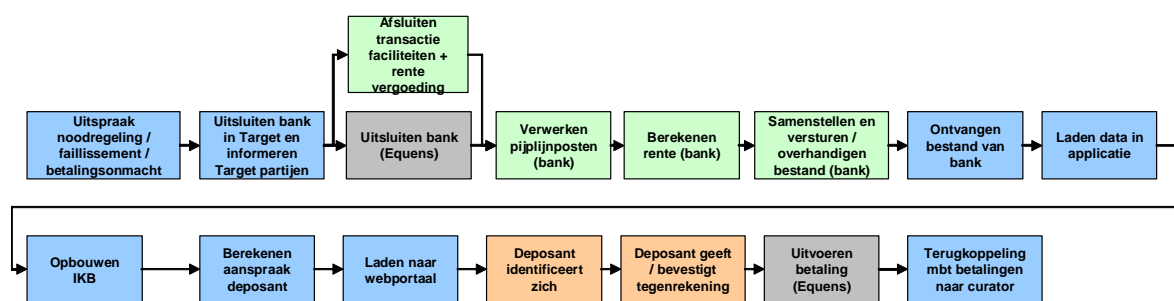 Afsluiten
transactie
faciliteiten +
rente
vergoeding
Uitspraak
noodregeling /
faillissement /
betalingsonmacht
Uitsluiten bank
in Target en
informeren
Target partijen
Uitsluiten bank
(Equens)
Verwerken
pijplijnposten
(bank)
Berekenen
rente (bank)
Samenstellen en
versturen /
overhandigen
bestand (bank)
Ontvangen
bestand van
bank
Laden data in
applicatie
Opbouwen
IKB
Berekenen
aanspraak
deposant
Laden naar
webportaal
Deposant
identificeert
zich
Deposant geeft
/ bevestigt
tegenrekening
Uitvoeren
betaling
(Equens)
Terugkoppeling
mbt betalingen
naar curator